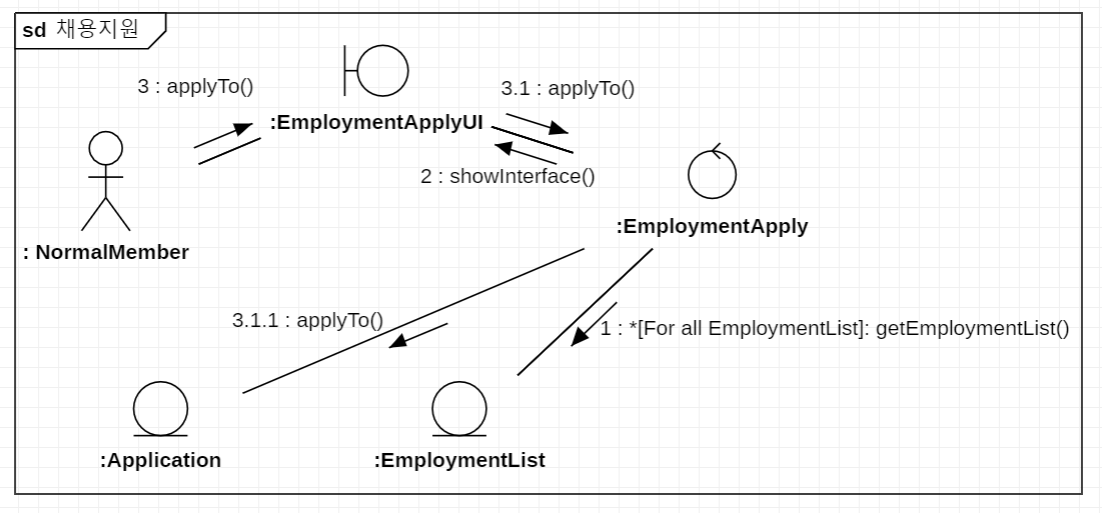 sd 채용지원
3 : applyTo()
3.1 : applyTo()
:EmploymentApplyUI
2 : showInterface()
:EmploymentApply
: NormalMember
3.1.1 : applyTo()
1 : *[For all EmploymentList]: getEmploymentList()
:Application
:EmploymentList